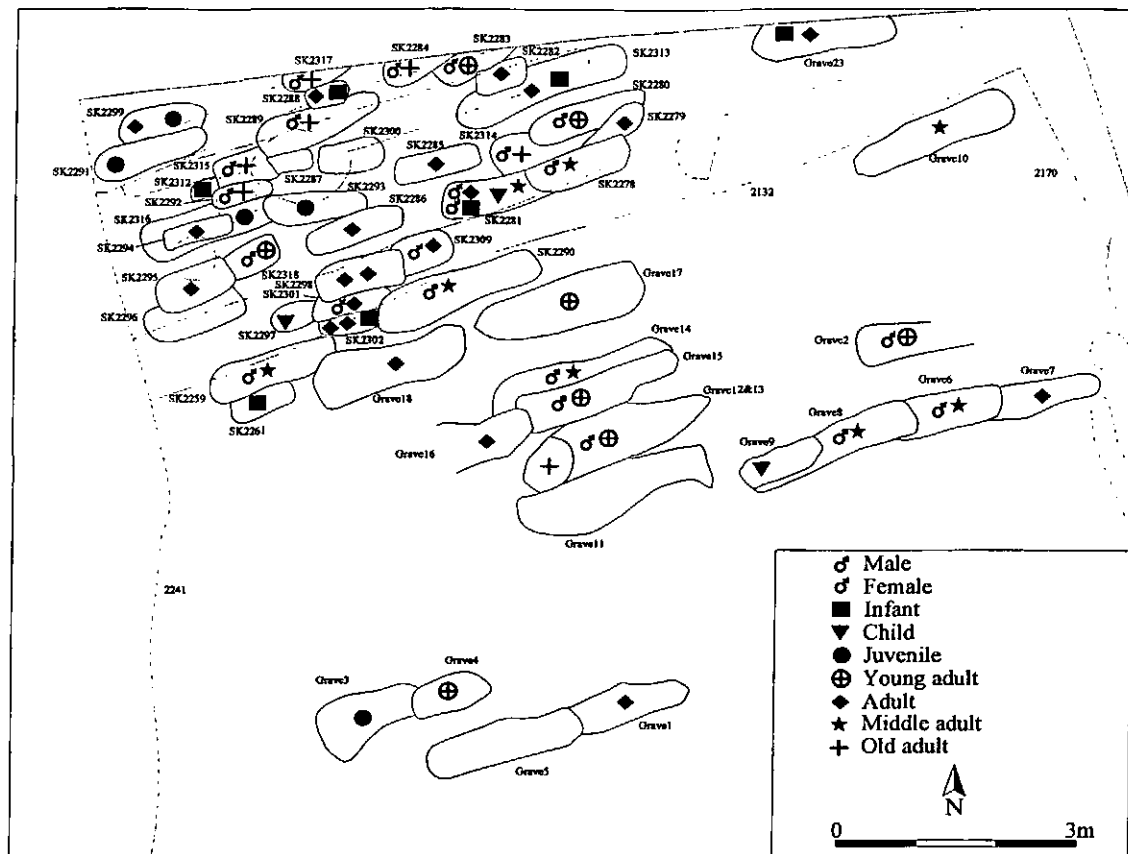 SK2283
SK2284
SK2282
SK2313
SK2317
SK2288
SK2280
SK2299
SK2289
SK2279
Grave23
SK2300
SK2314
SK2285
Grave10
SK2291
SK2315
SK2312
SK2287
SK2278
2170
SK2292
SK2293
2132
SK2286
SK2316
SK2281
SK2294
SK2309
SK2290
SK2295
SK2318
SK2298
Grave17
SK2301
SK2296
SK2297
SK2302
Grave14
Grave2
Grave15
Grave7
SK2259
Grave18
Grave12&13
Grave6
Grave8
SK2261
Grave16
Grave9
Grave11
2241
Grave4
Grave3
Grave1
Grave5
♂ Male
♂ Female
Infant
Child
Juvenile
Young adult
Adult
Middle adult
Old adult
N
0 3m